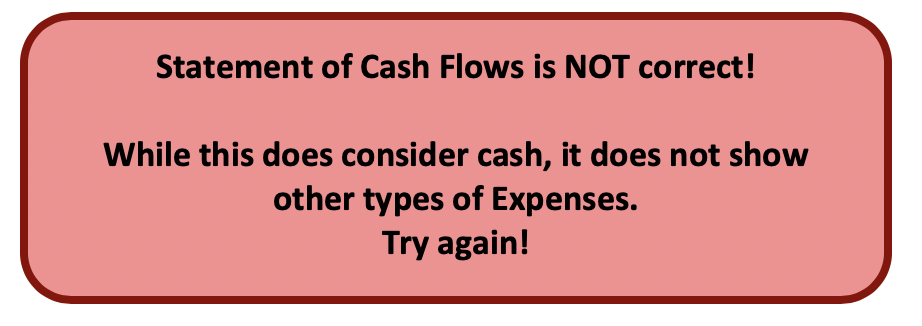 Statement of Cash Flows is NOT correct!
While this does consider cash, it does not show
other types of Expenses.
Try again!